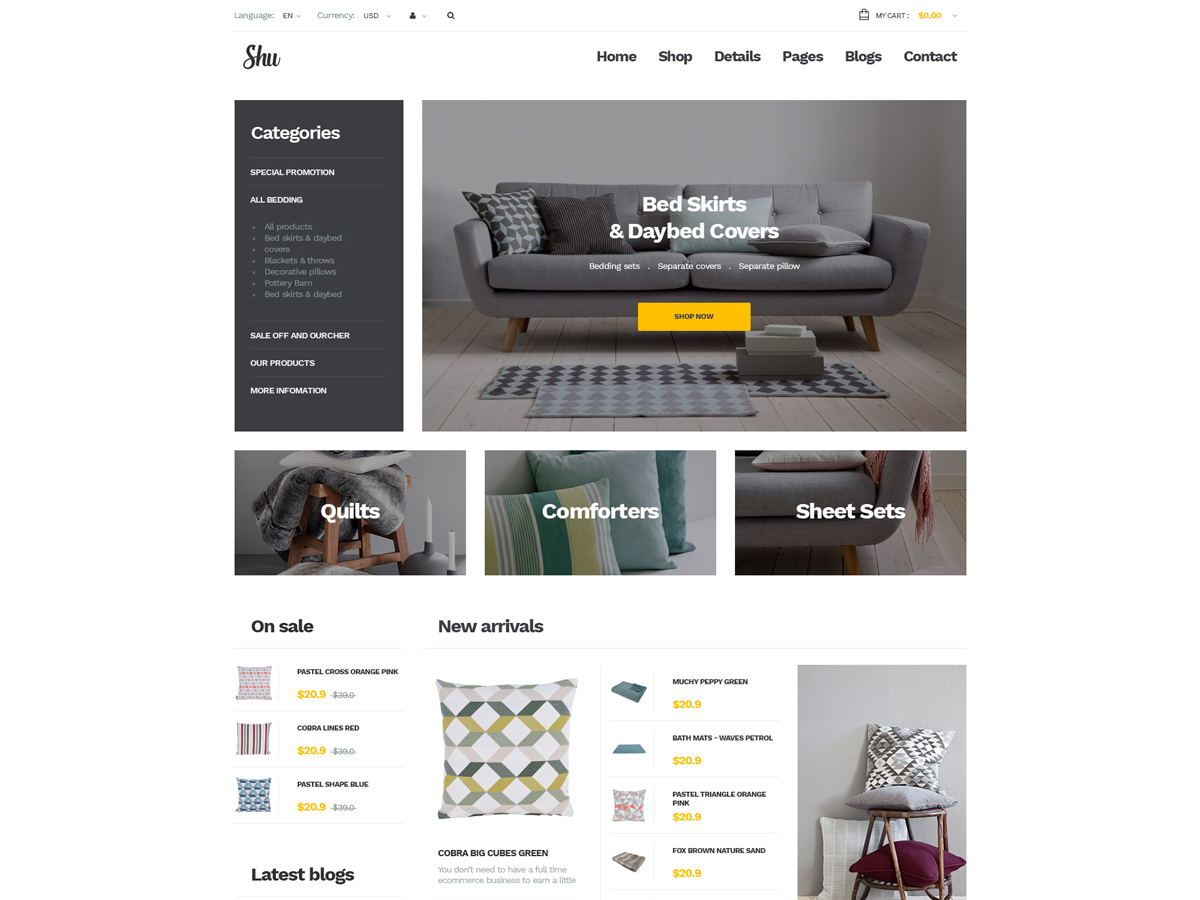 Language: EN Currency: USD
MY CART : $0.00
Shu
Home Shop Details Pages Blogs Contact
Categories
SPECIAL PROMOTION
ALL BEDDING
All products
Bed skirts & daybed
covers
Blackets & throws
Decorative pillows
Pottery Barn
Bed skirts & daybed
SALE OFF AND OURCHER
OUR PRODUCTS
MORE INFOMATION
Bed Skirts
& Daybed Covers
Bedding sets . Separate covers . Separate pillow
SHOP NOW
Quilts
Comforters
Sheet Sets
On sale
PASTEL CROSS ORANGE PINK
$20.9 $39.0
COBRA LINES RED
$20.9 $39.0
PASTEL SHAPE BLUE
$20.9 $39.0
Latest blogs
New arrivals
COBRA BIG CUBES GREEN
You don't need to have a full time
ecommerce business to earn a little
MUCHY PEPPY GREEN
$20.9
BATH MATS - WAVES PETROL
$20.9
PASTEL TRIANGLE ORANGE
PINK
$20.9
FOX BROWN NATURE SAND
$20.9